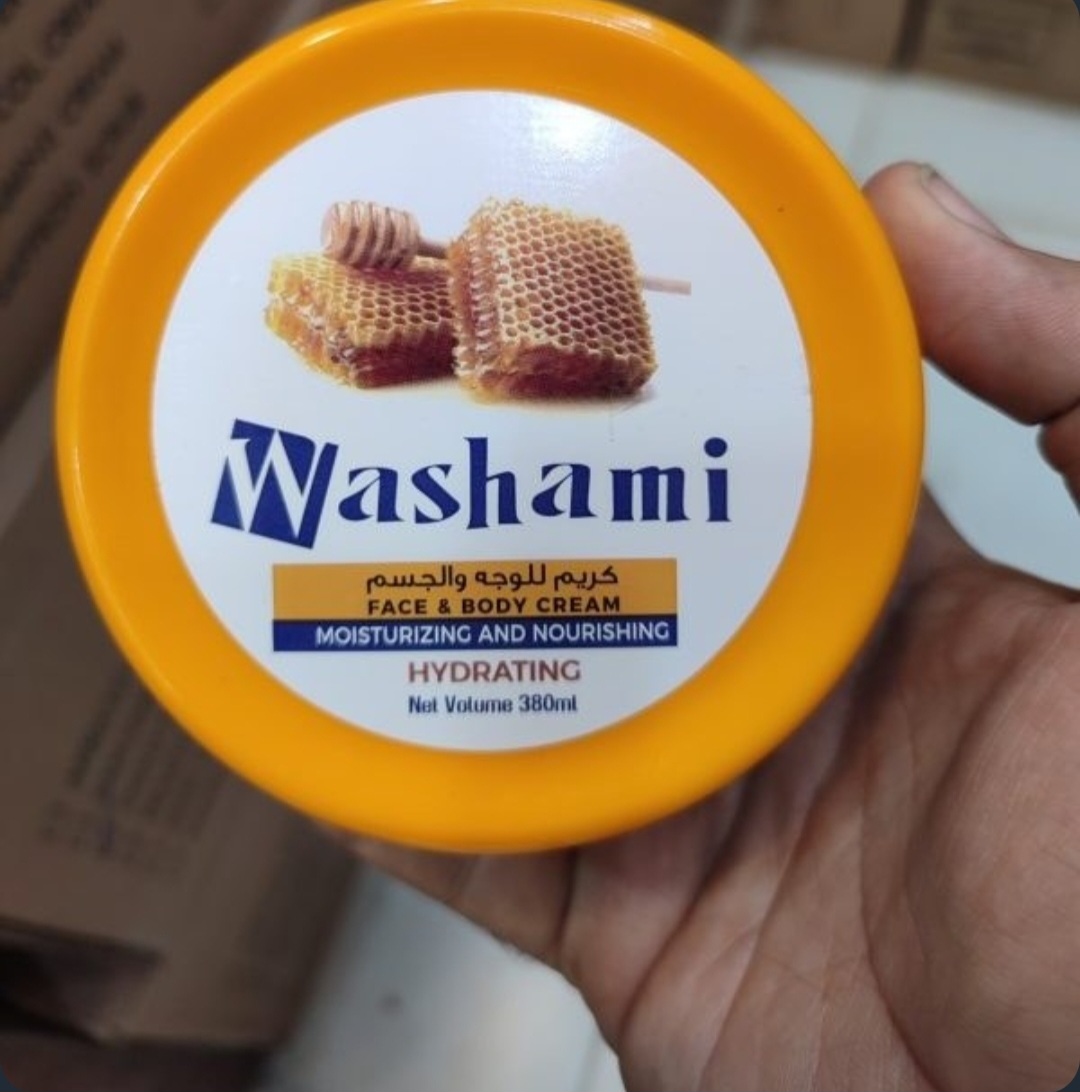 Washami
كريم للوجه والجسم
FACE & BODY CREAM
MOISTURIZING AND NOURISHING
HYDRATING
Net Volume 380ml